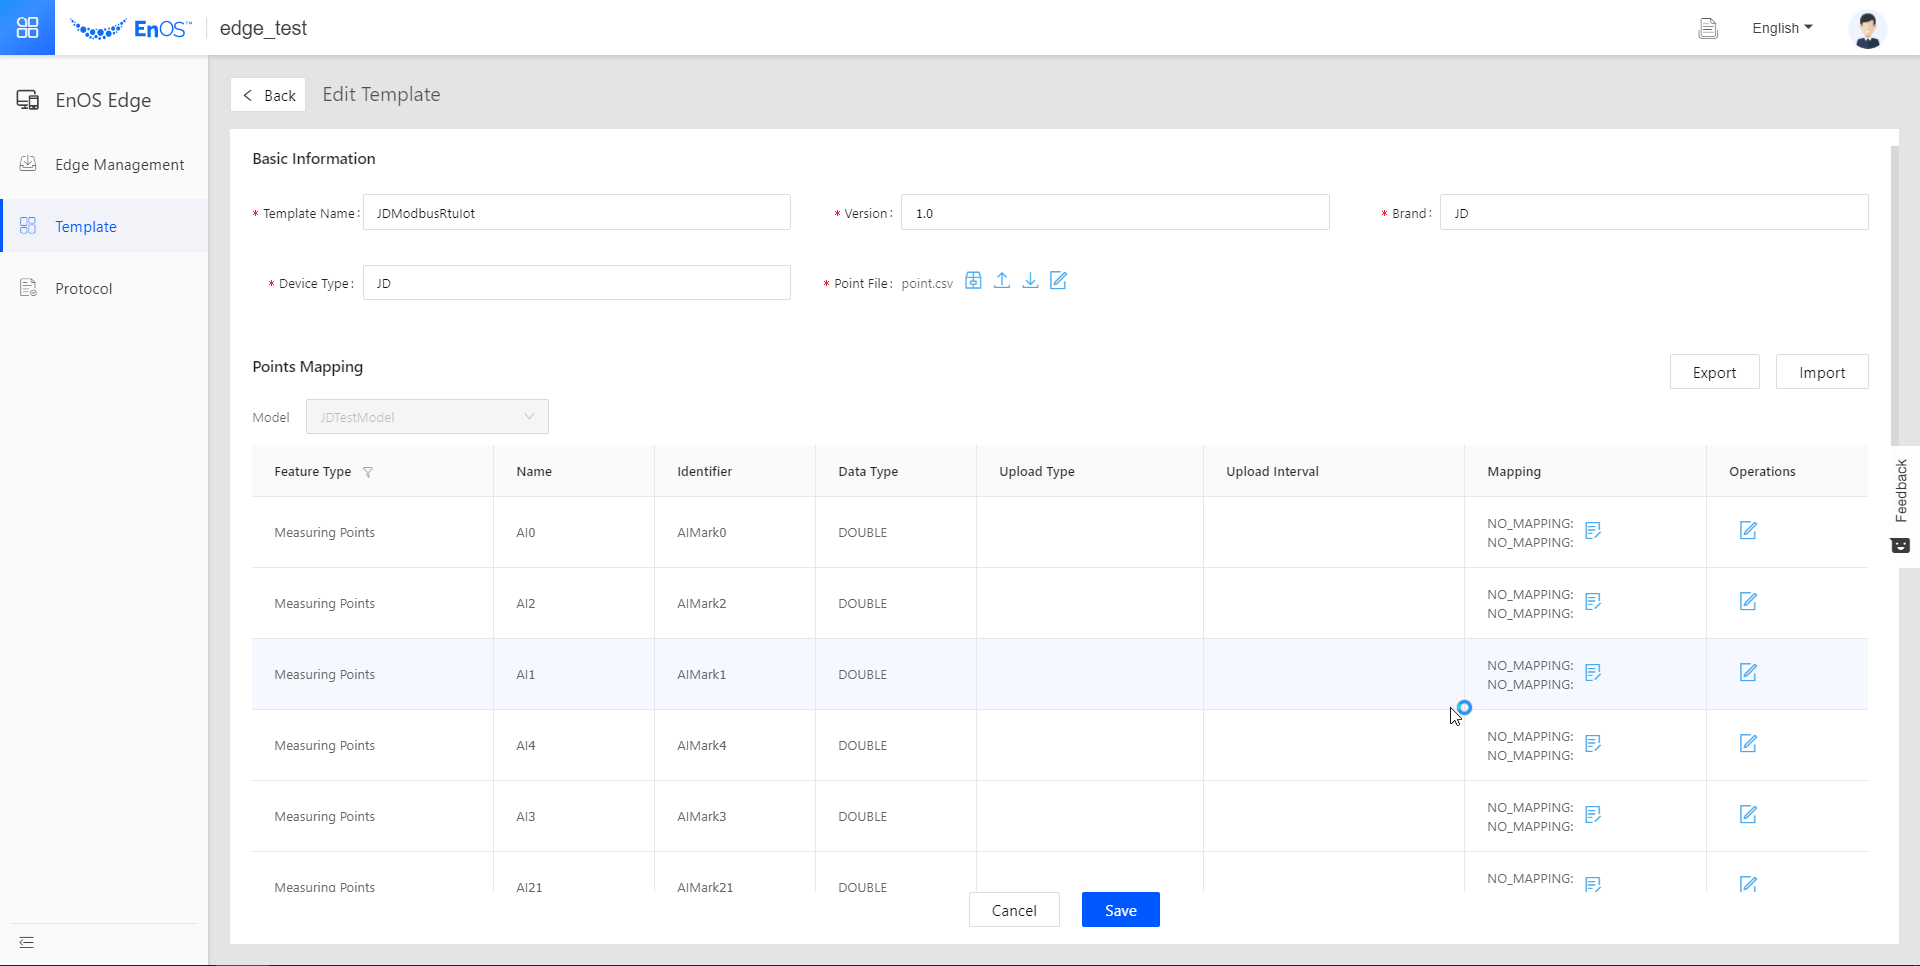 EnOS™ edge_test English
EnOS Edge
Edge Management
Template
Protocol
Back Edit Template
Basic Information
* Template Name: JDModbusRtuIot * Version: 1.0 * Brand: JD
* Device Type: JD * Point File: point.csv
Points Mapping Export Import
Model JDTestModel
Feature Type Name Identifier Data Type Upload Type Upload Interval Mapping Operations
Measuring Points AI0 AIMark0 DOUBLE NO_MAPPING:
NO_MAPPING:
Measuring Points AI2 AIMark2 DOUBLE NO_MAPPING:
NO_MAPPING:
Measuring Points AI1 AIMark1 DOUBLE NO_MAPPING:
NO_MAPPING:
Measuring Points AI4 AIMark4 DOUBLE NO_MAPPING:
NO_MAPPING:
Measuring Points AI3 AIMark3 DOUBLE NO_MAPPING:
NO_MAPPING:
Measuring Points AI21 AIMark21 DOUBLE NO_MAPPING:
Cancel Save
Feedback